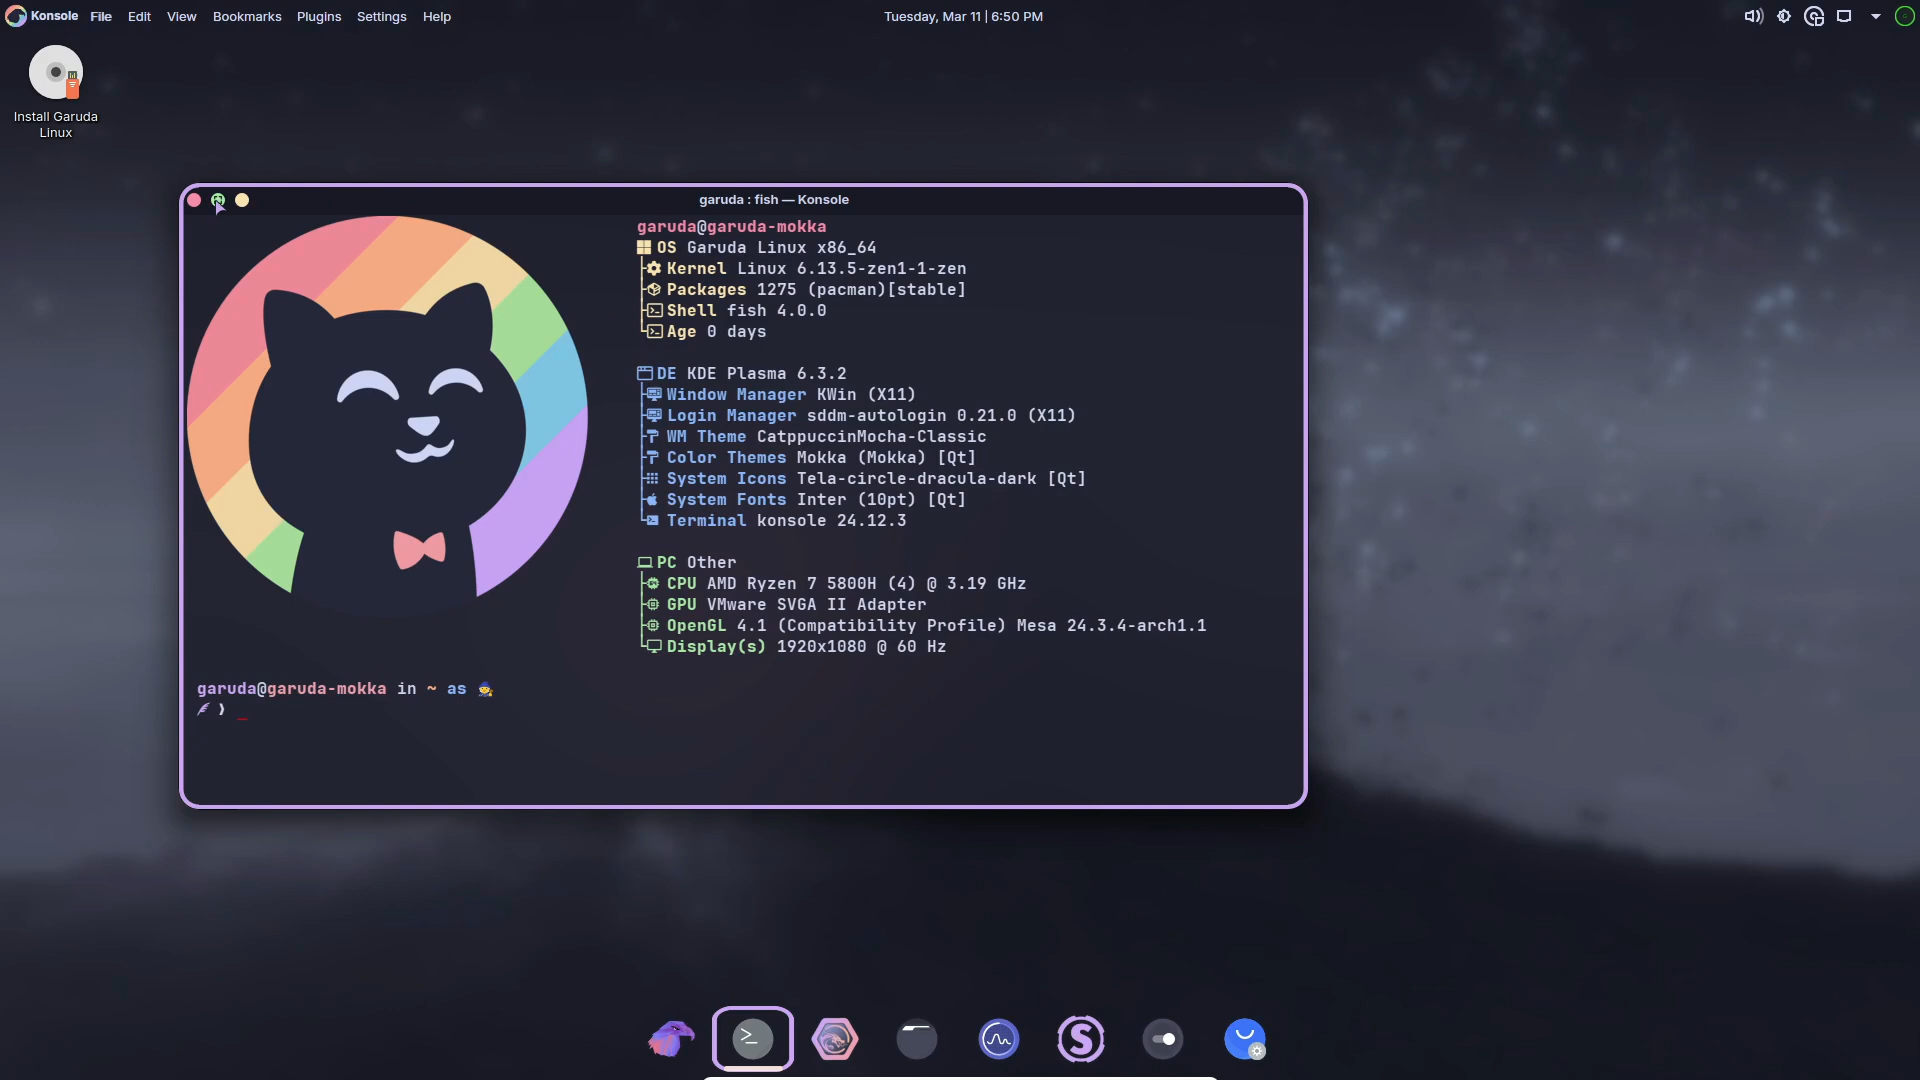 Konsole File Edit View Bookmarks Plugins Settings Help
Tuesday, Mar 11 | 6:50 PM
Install Garuda
Linux
garuda : fish — Konsole
garuda@garuda-mokka
OS Garuda Linux x86_64
Kernel Linux 6.13.5-zen1-1-zen
Packages 1275 (pacman)[stable]
Shell fish 4.0.0
Age 0 days
DE KDE Plasma 6.3.2
Window Manager KWin (X11)
Login Manager sddm-autologin 0.21.0 (X11)
WM Theme CatppuccinMocha-Classic
Color Themes Mokka (Mokka) [Qt]
System Icons Tela-circle-dracula-dark [Qt]
System Fonts Inter (10pt) [Qt]
Terminal konsole 24.12.3
PC Other
CPU AMD Ryzen 7 5800H (4) @ 3.19 GHz
GPU VMware SVGA II Adapter
OpenGL 4.1 (Compatibility Profile) Mesa 24.3.4-arch1.1
Display(s) 1920x1080 @ 60 Hz
garuda@garuda-mokka in ~ as 🧙
❯ _